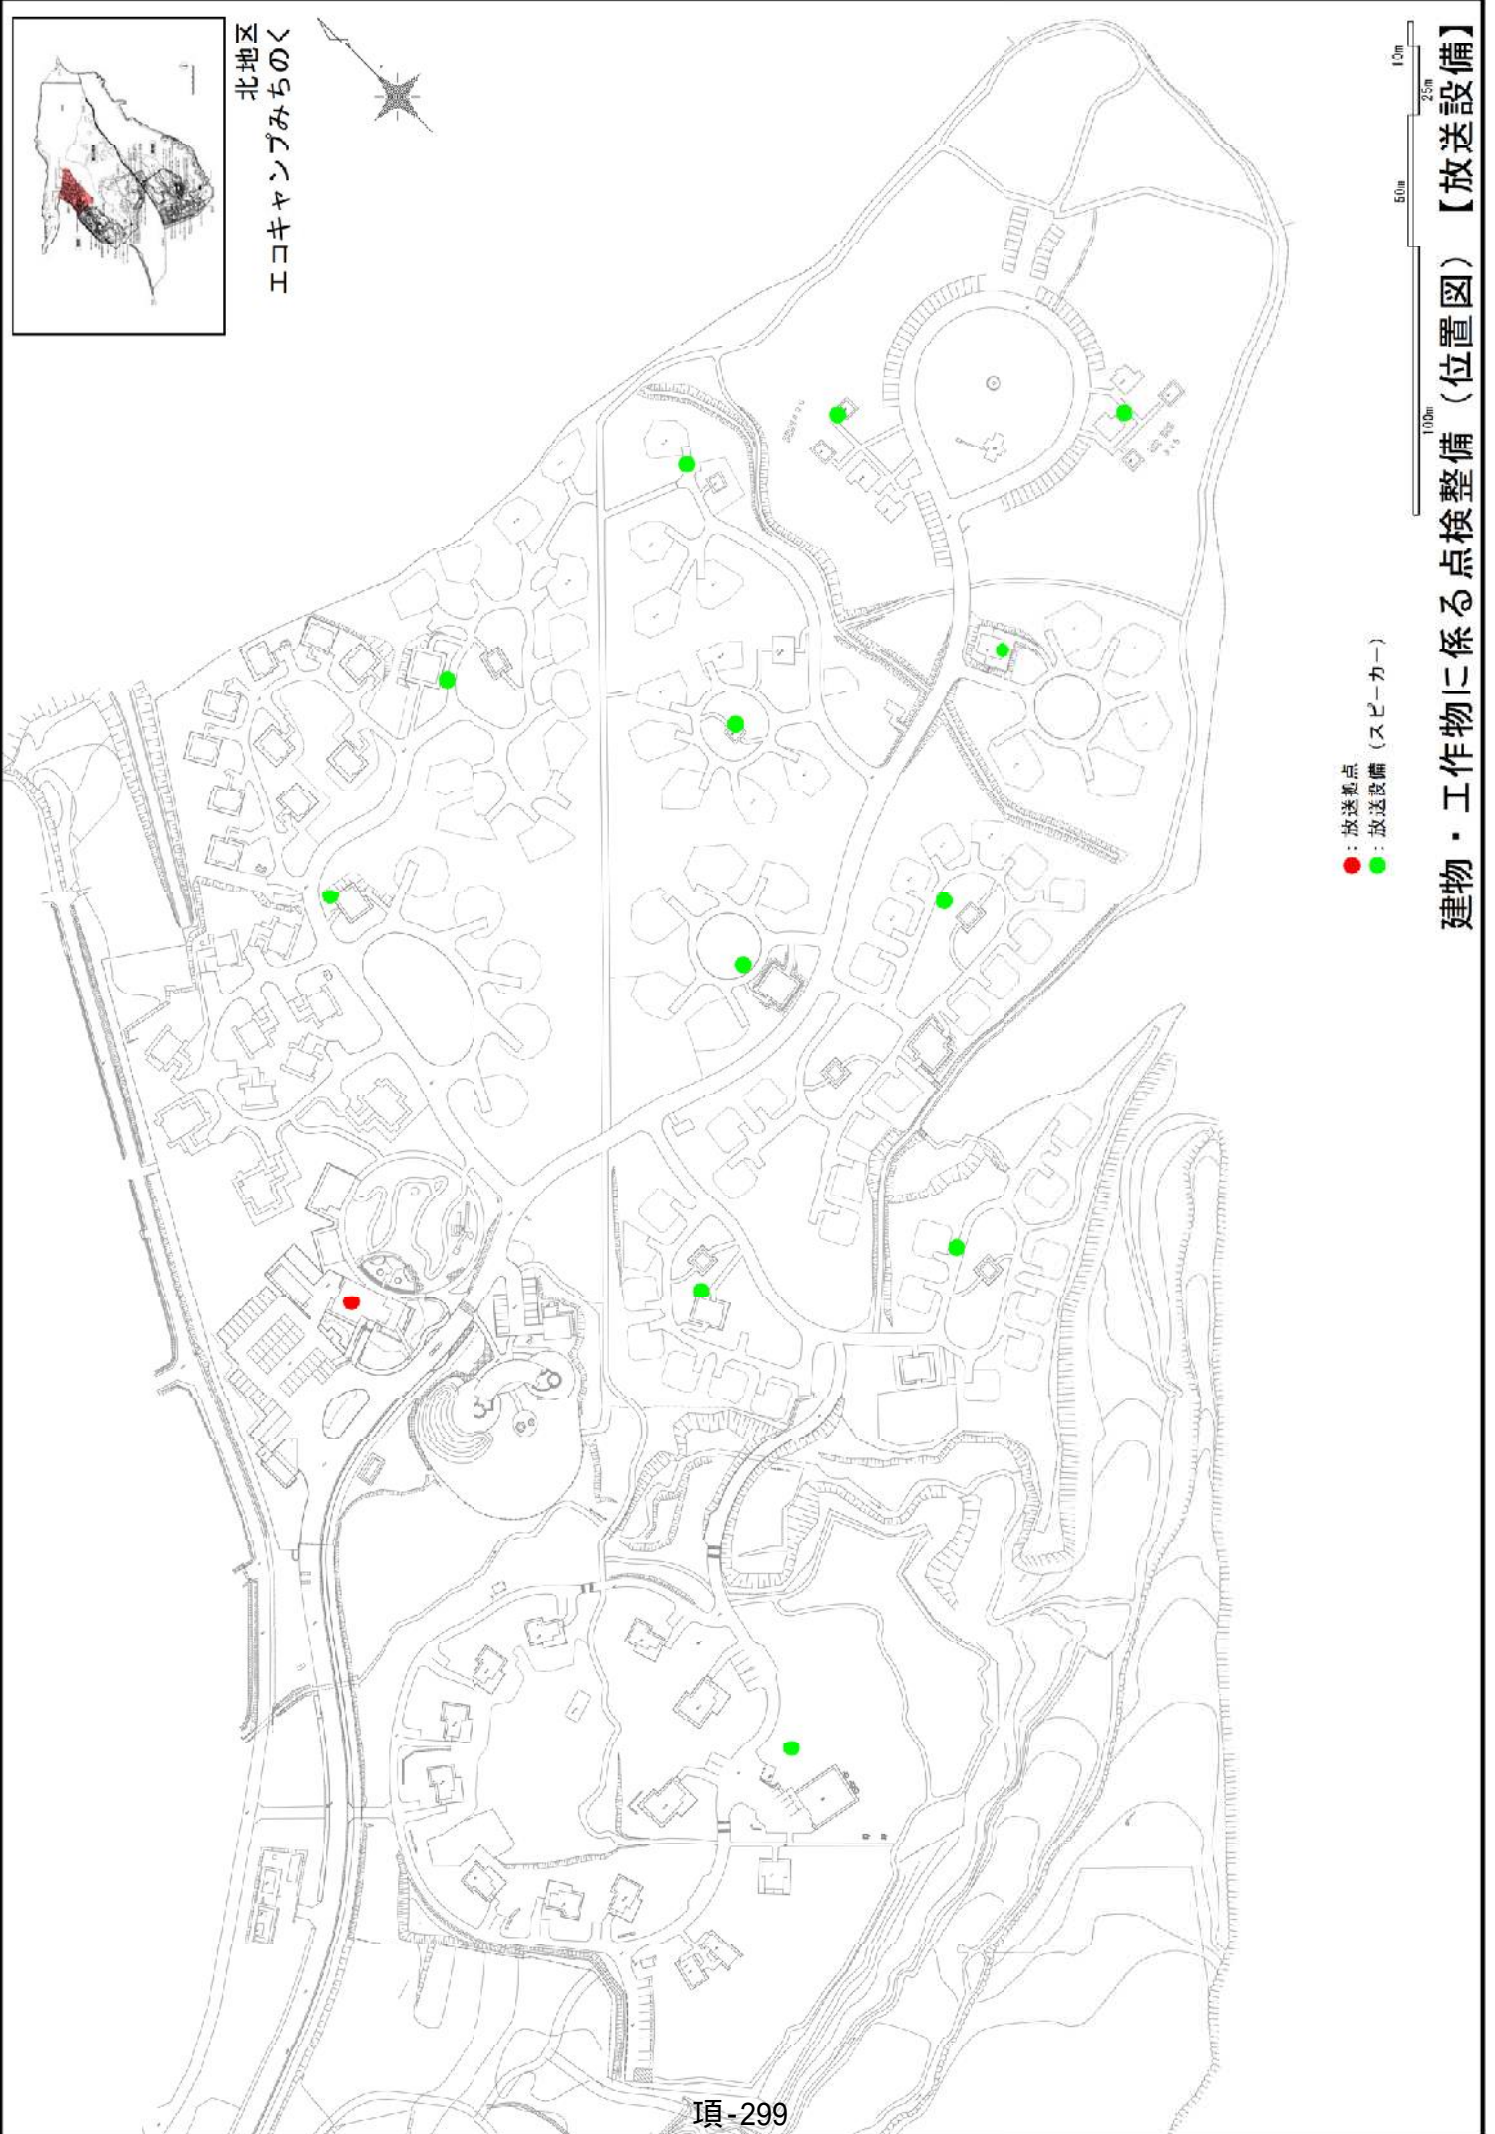 建物・工作物に係る点検整備（位置図）【放送設備】
北地区
エコキャンプみちのく
：放送拠点
：放送設備（スピーカー）
10m
25m
50m
100m
項-299